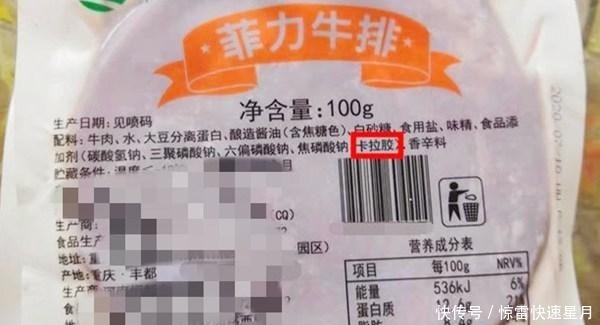 菲力牛排
生产日期:见喷码
净含量:100g
配料:牛肉、水、大豆分离蛋白、酿造酱油(含焦糖色)、白砂糖、食用盐、味精、食品添
加剂(碳酸氢钠、三聚磷酸钠、六偏磷酸钠、焦磷酸钠、卡拉胶)、香辛料
贮藏条件:温度
生产商:
(CQ)
食品生产
园区)
地址:重
产地:重庆·丰都
营养成分表
项目 每100g NRV%
能量 536kJ 6%
蛋白质
快传号/惊雷快速星月